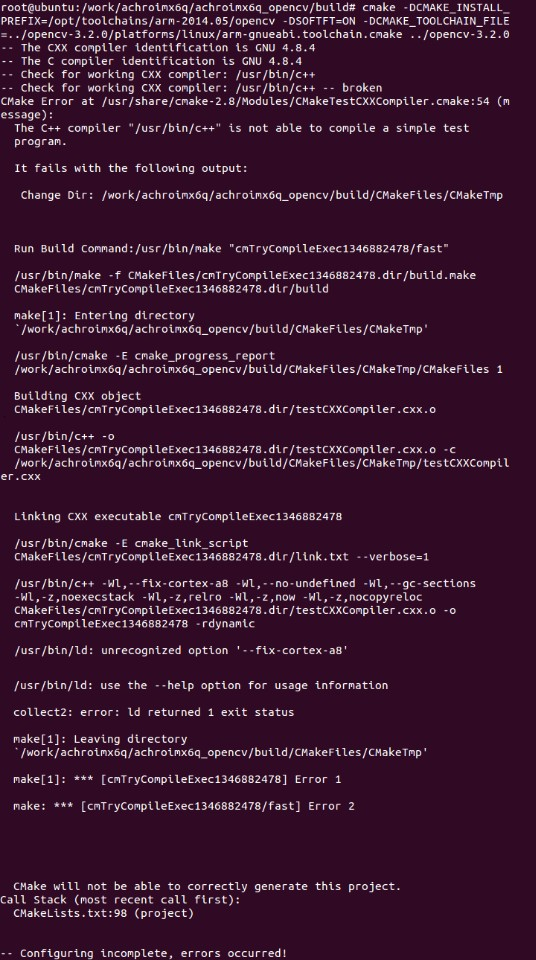 root@ubuntu:/work/achroimx6q/achroimx6q_opencv/build# cmake -DCMAKE_INSTALL_
PREFIX=/opt/toolchains/arm-2014.05/opencv -DSOFTFT=ON -DCMAKE_TOOLCHAIN_FILE
=../opencv-3.2.0/platforms/linux/arm-gnueabi.toolchain.cmake ../opencv-3.2.0
-- The CXX compiler identification is GNU 4.8.4
-- The C compiler identification is GNU 4.8.4
-- Check for working CXX compiler: /usr/bin/c++
-- Check for working CXX compiler: /usr/bin/c++ -- broken
CMake Error at /usr/share/cmake-2.8/Modules/CMakeTestCXXCompiler.cmake:54 (m
essage):
The C++ compiler "/usr/bin/c++" is not able to compile a simple test
program.
It fails with the following output:
Change Dir: /work/achroimx6q/achroimx6q_opencv/build/CMakeFiles/CMakeTmp
Run Build Command:/usr/bin/make "cmTryCompileExec1346882478/fast"
/usr/bin/make -f CMakeFiles/cmTryCompileExec1346882478.dir/build.make
CMakeFiles/cmTryCompileExec1346882478.dir/build
make[1]: Entering directory
`/work/achroimx6q/achroimx6q_opencv/build/CMakeFiles/CMakeTmp'
/usr/bin/cmake -E cmake_progress_report
/work/achroimx6q/achroimx6q_opencv/build/CMakeFiles/CMakeTmp/CMakeFiles 1
Building CXX object
CMakeFiles/cmTryCompileExec1346882478.dir/testCXXCompiler.cxx.o
/usr/bin/c++ -o
CMakeFiles/cmTryCompileExec1346882478.dir/testCXXCompiler.cxx.o -c
/work/achroimx6q/achroimx6q_opencv/build/CMakeFiles/CMakeTmp/testCXXCompil
er.cxx
Linking CXX executable cmTryCompileExec1346882478
/usr/bin/cmake -E cmake_link_script
CMakeFiles/cmTryCompileExec1346882478.dir/link.txt --verbose=1
/usr/bin/c++ -Wl,--fix-cortex-a8 -Wl,--no-undefined -Wl,--gc-sections
-Wl,-z,noexecstack -Wl,-z,relro -Wl,-z,now -Wl,-z,nocopyreloc
CMakeFiles/cmTryCompileExec1346882478.dir/testCXXCompiler.cxx.o -o
cmTryCompileExec1346882478 -rdynamic
/usr/bin/ld: unrecognized option '--fix-cortex-a8'
/usr/bin/ld: use the --help option for usage information
collect2: error: ld returned 1 exit status
make[1]: Leaving directory
`/work/achroimx6q/achroimx6q_opencv/build/CMakeFiles/CMakeTmp'
make[1]: *** [cmTryCompileExec1346882478] Error 1
make: *** [cmTryCompileExec1346882478/fast] Error 2
CMake will not be able to correctly generate this project.
Call Stack (most recent call first):
CMakeLists.txt:98 (project)
-- Configuring incomplete, errors occurred!